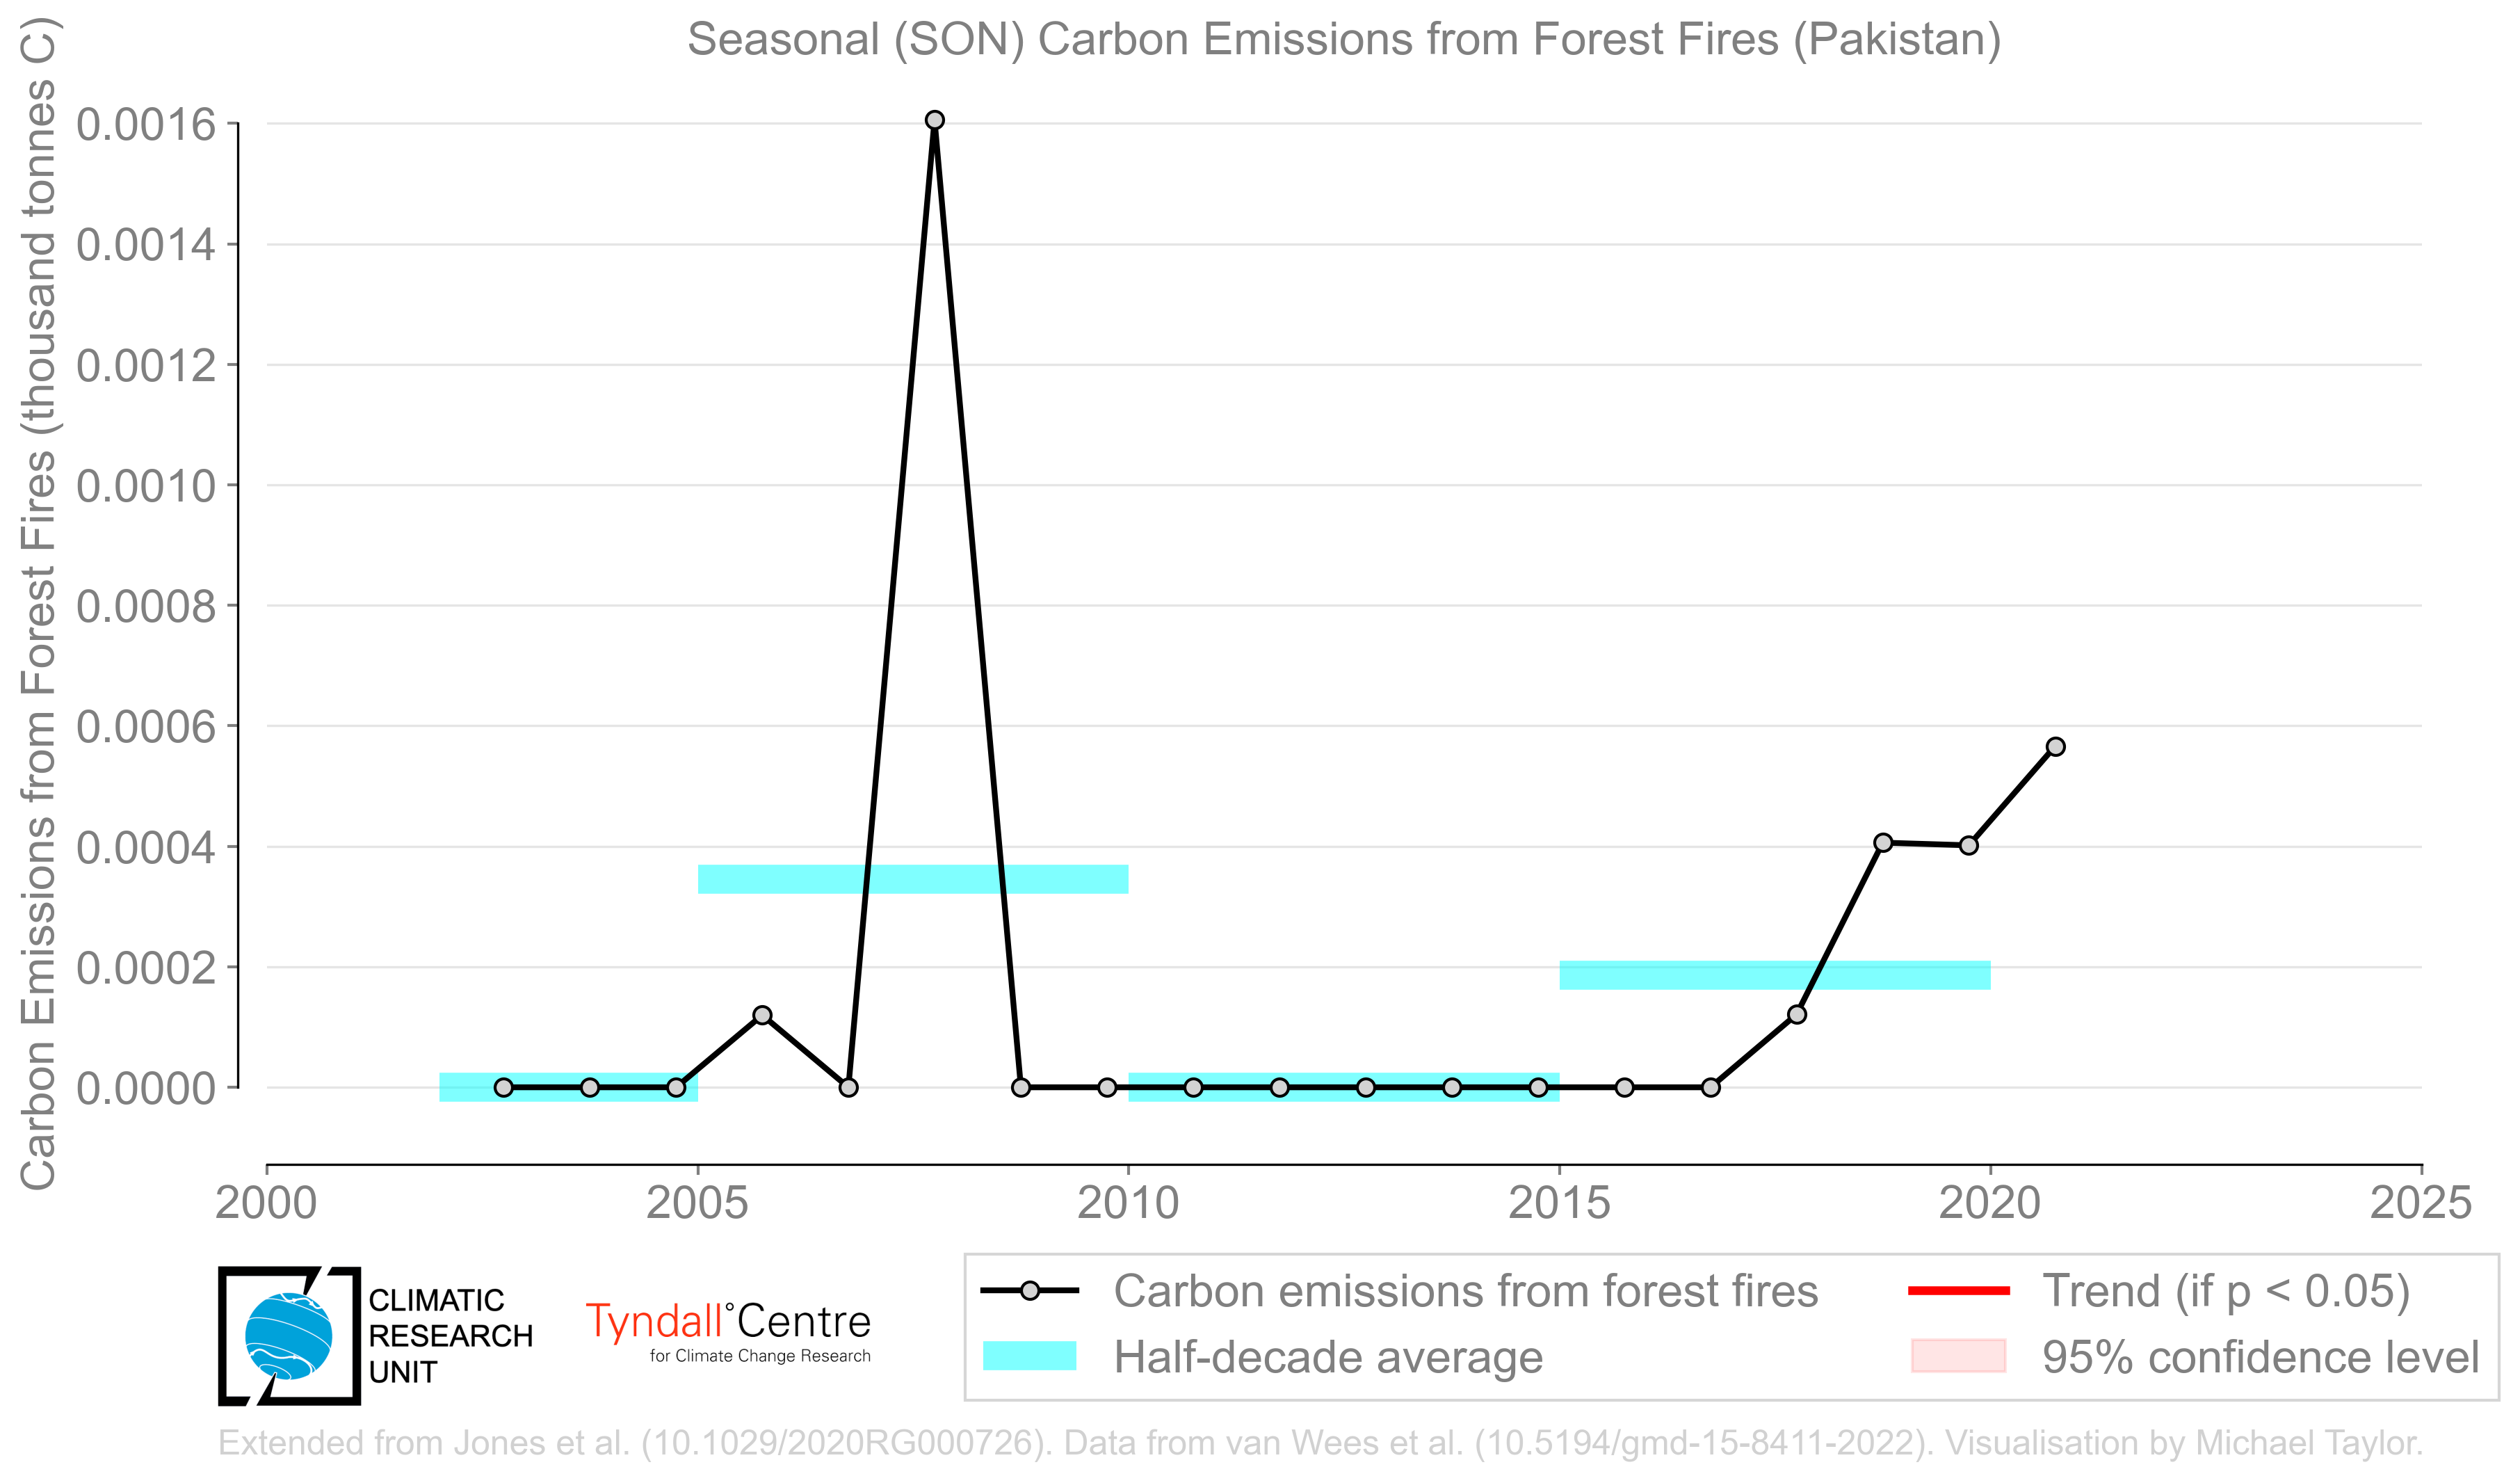 Seasonal (SON) Carbon Emissions from Forest Fires (Pakistan)
Carbon Emissions from Forest Fires (thousand tonnes C)
0.0016
0.0014
0.0012
0.0010
0.0008
0.0006
0.0004
0.0002
0.0000
2000 2005 2010 2015 2020 2025
CLIMATIC
RESEARCH
UNIT
Tyndall°Centre
for Climate Change Research
Carbon emissions from forest fires
Half-decade average
Trend (if p < 0.05)
95% confidence level
Extended from Jones et al. (10.1029/2020RG000726). Data from van Wees et al. (10.5194/gmd-15-8411-2022). Visualisation by Michael Taylor.